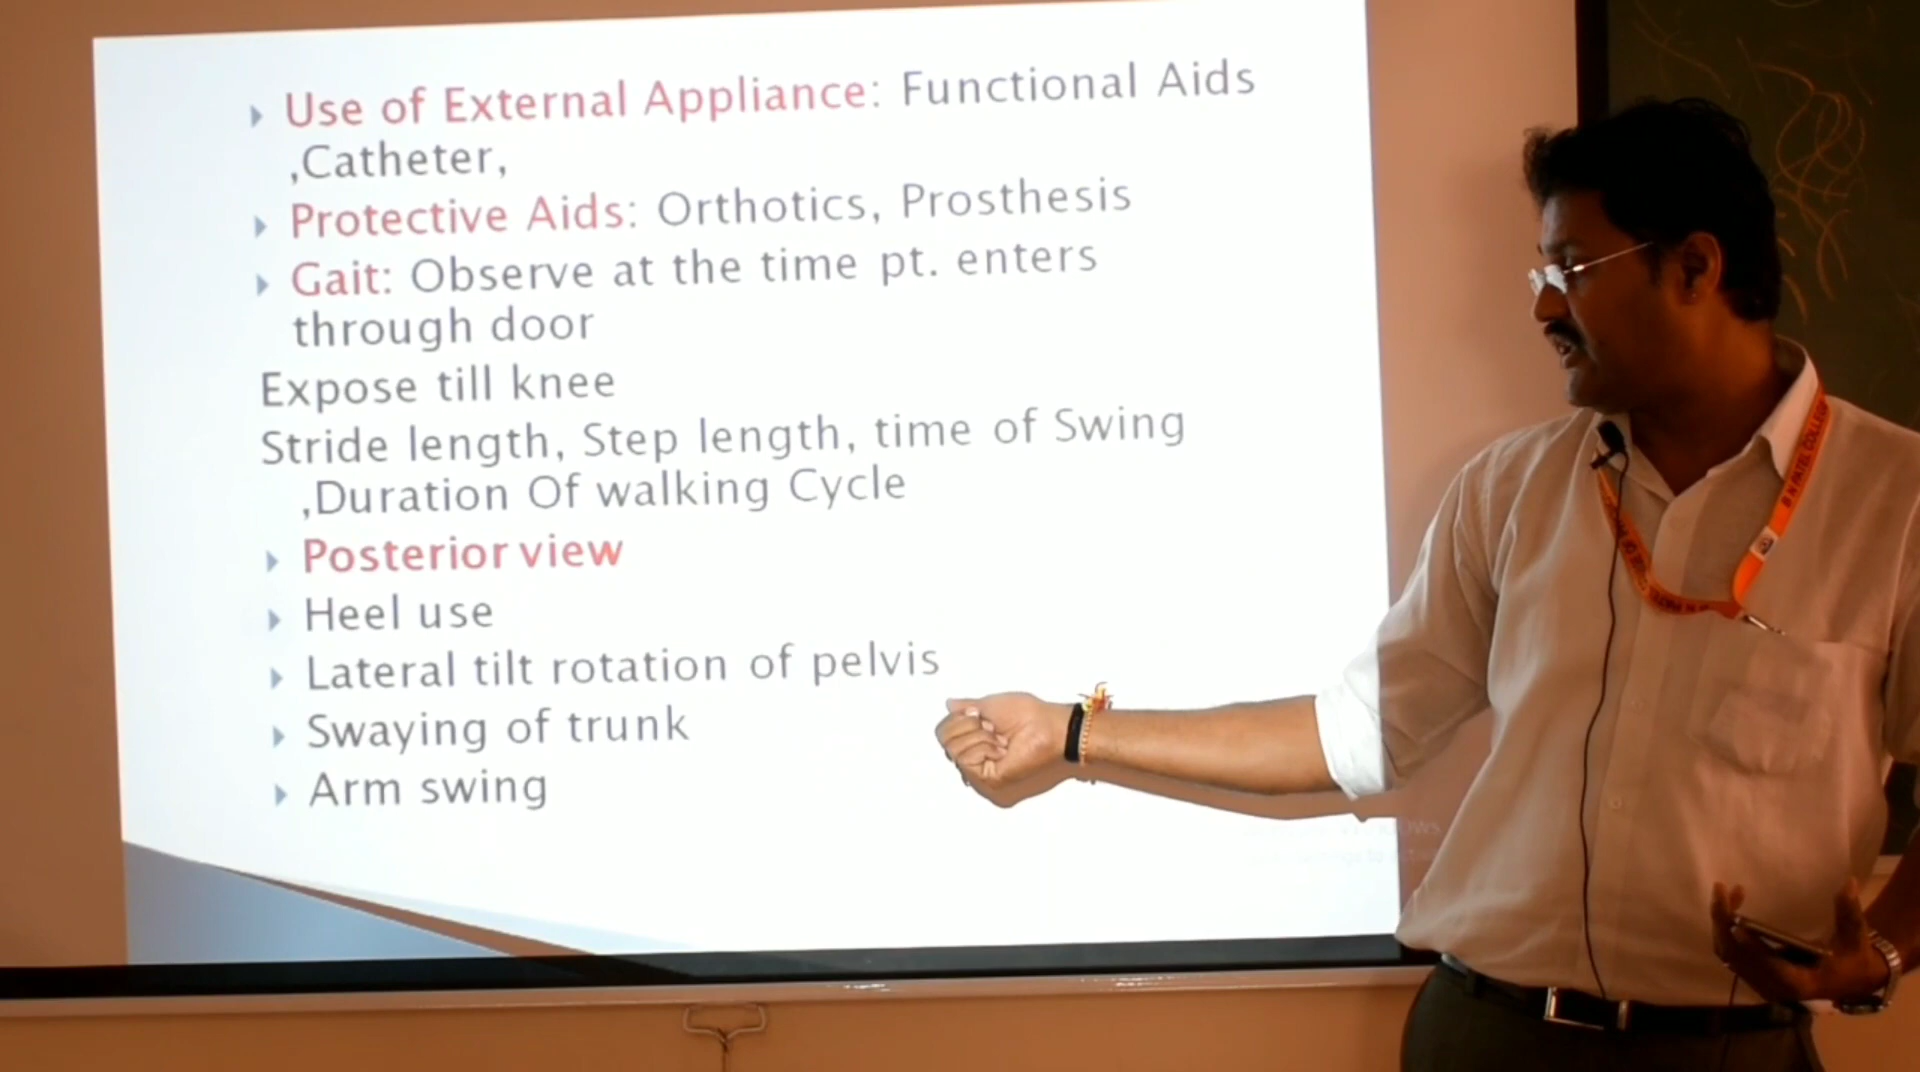 Use of External Appliance: Functional Aids
,Catheter,
Protective Aids: Orthotics, Prosthesis
Gait: Observe at the time pt. enters
through door
Expose till knee
Stride length, Step length, time of Swing
,Duration Of walking Cycle
Posterior view
Heel use
Lateral tilt rotation of pelvis
Swaying of trunk
Arm swing